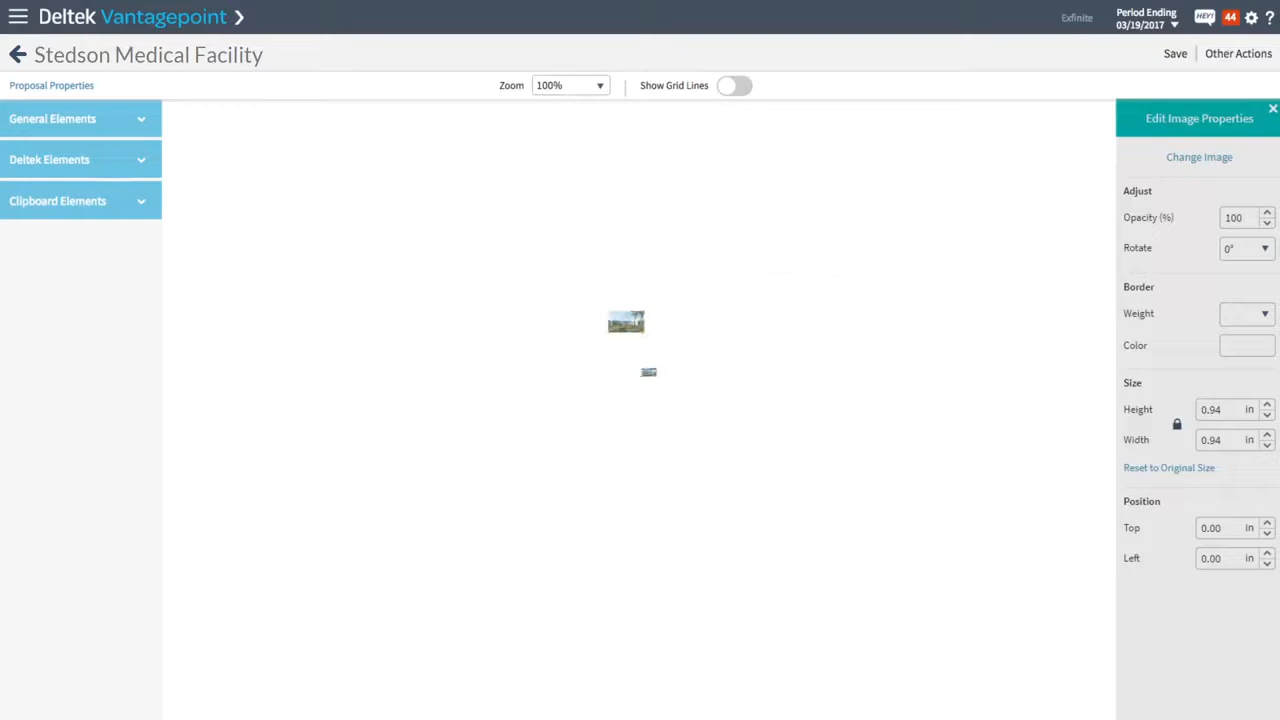 Deltek Vantagepoint
Exfinite
Period Ending
03/19/2017
HEY!
44
?
Stedson Medical Facility
Save
Other Actions
Proposal Properties
Zoom
100%
Show Grid Lines
General Elements
Deltek Elements
Clipboard Elements
Edit Image Properties
Change Image
Adjust
Opacity (%)
100
Rotate
0°
Border
Weight
Color
Size
Height
0.94 in
Width
0.94 in
Reset to Original Size
Position
Top
0.00 in
Left
0.00 in